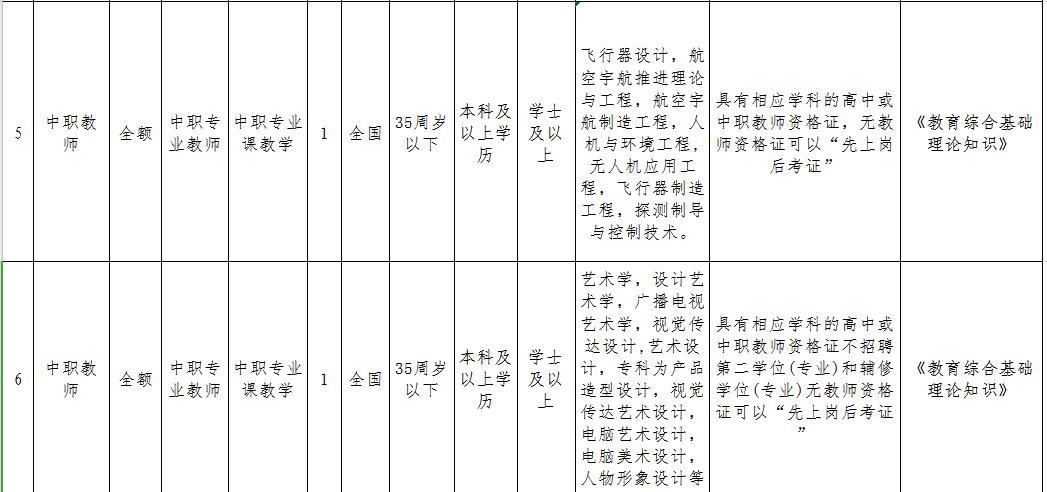 5
中职教
师
全额
中职专
业教师
中职专业
课教学
1
全国
35周岁
以下
本科及
以上学
历
学士
及以
上
飞行器设计，航
空宇航推进理论
与工程，航空宇
航制造工程，人
机与环境工程，
无人机应用工
程，飞行器制造
工程，探测制导
与控制技术。
具有相应学科的高中或
中职教师资格证，无教
师资格证可以“先上岗
后考证”
《教育综合基础
理论知识》
6
中职教
师
全额
中职专
业教师
中职专业
课教学
1
全国
35周岁
以下
本科及
以上学
历
学士
及以
上
艺术学，设计艺
术学，广播电视
艺术学，视觉传
达设计,艺术设
计，专科为产品
造型设计，视觉
传达艺术设计，
电脑艺术设计，
电脑美术设计，
人物形象设计等
具有相应学科的高中或
中职教师资格证不招聘
第二学位(专业)和辅修
学位(专业)无教师资格
证可以“先上岗后考证
”
《教育综合基础
理论知识》